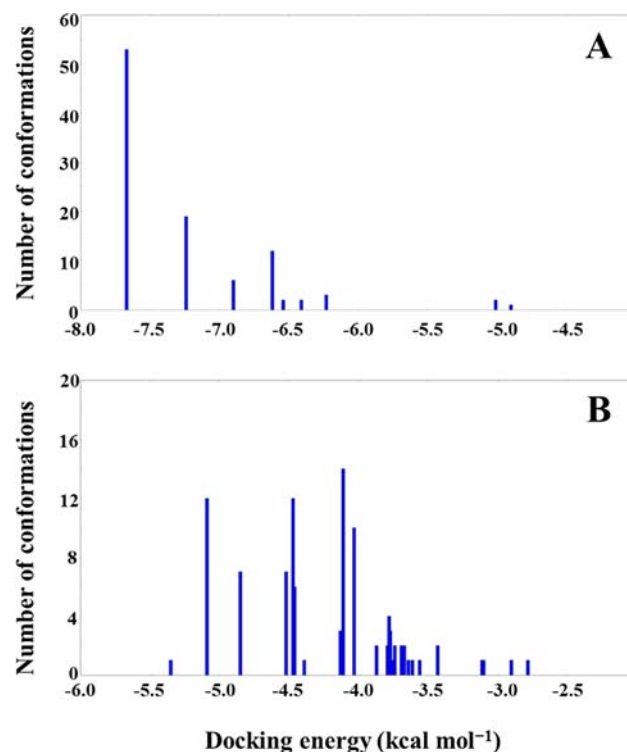 A
Number of conformations
60
50
40
30
20
10
0
-8.0 -7.5 -7.0 -6.5 -6.0 -5.5 -5.0 -4.5
B
Number of conformations
20
16
12
8
4
0
-6.0 -5.5 -5.0 -4.5 -4.0 -3.5 -3.0 -2.5
Docking energy (kcal mol⁻¹)